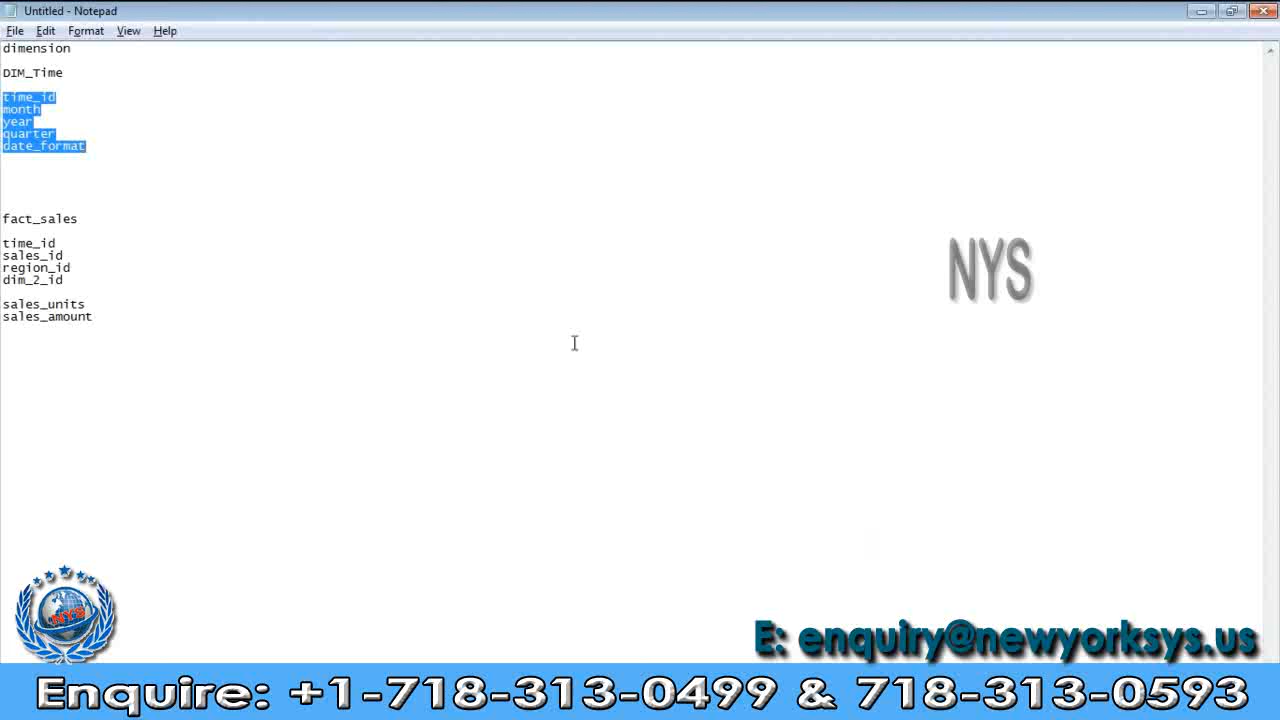 Untitled - Notepad
File Edit Format View Help
dimension
DIM_Time
time_id
month
year
quarter
date_format
fact_sales
time_id
sales_id
region_id
dim_2_id
sales_units
sales_amount
NYS
NYS
E: enquiry@newyorksys.us
Enquire: +1-718-313-0499 & 718-313-0593